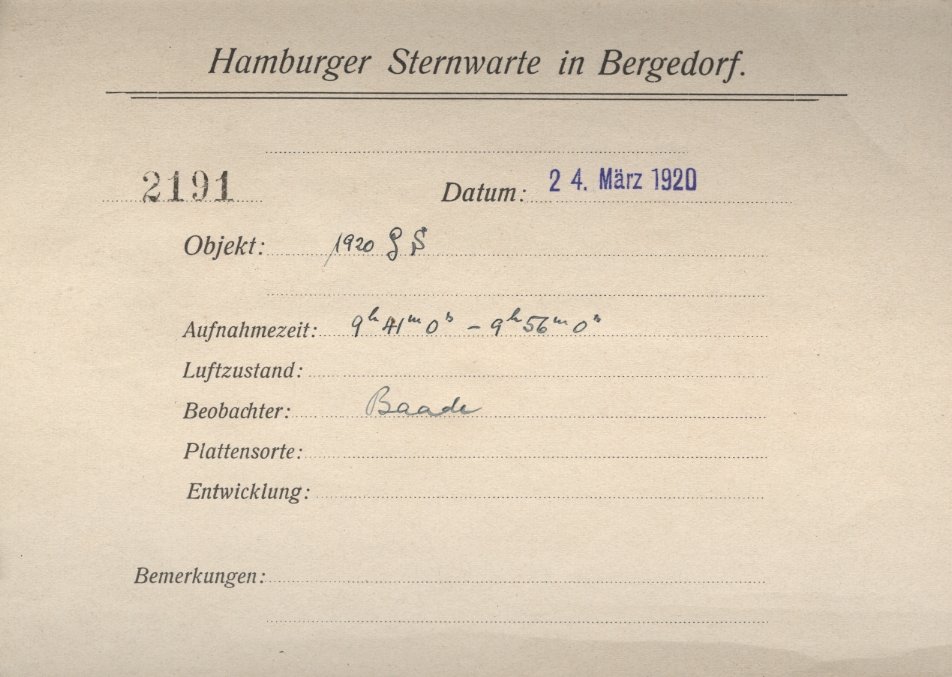 Hamburger Sternwarte in Bergedorf.
2191 Datum: 24. März 1920
Objekt: 1920
Aufnahmezeit: 9h 41m 0s – 9h 56m 0s
Luftzustand:
Beobachter: Baade
Plattensorte:
Entwicklung:
Bemerkungen: